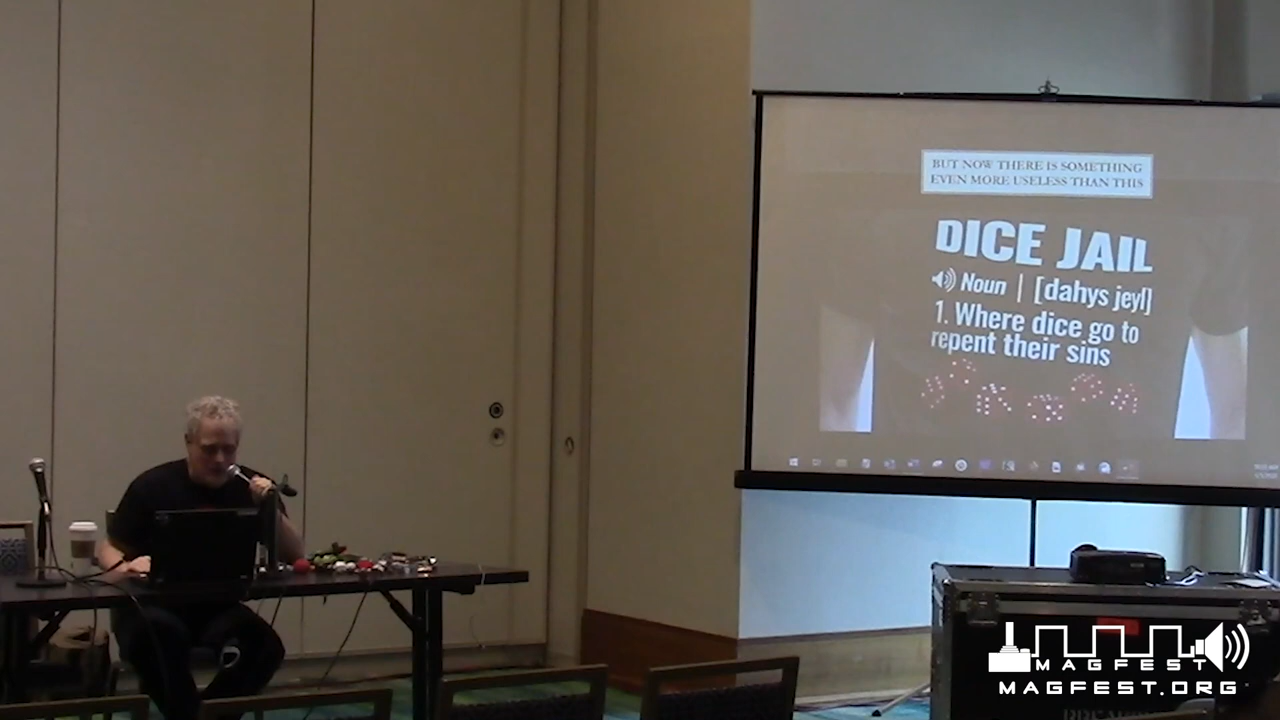 BUT NOW THERE IS SOMETHING
EVEN MORE USELESS THAN THIS
DICE JAIL
Noun | [dahys jeyl]
1. Where dice go to
repent their sins
MAGFEST
MAGFEST.ORG